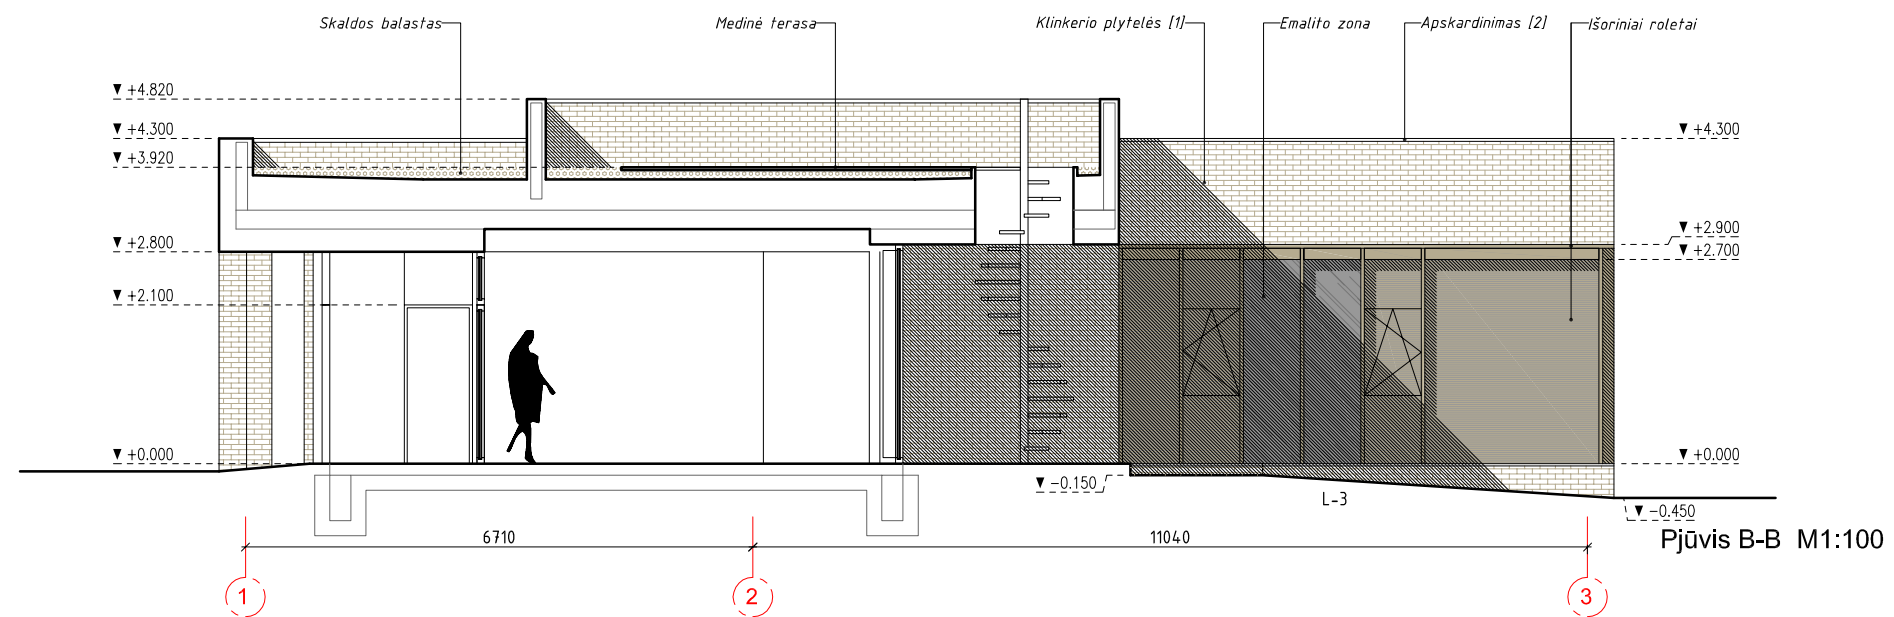 Skaldos balastas
Medinė terasa
Klinkerio plytelės [1]
Emalito zona
Apskardinimas [2]
Išoriniai roletai
+4.820
+4.300
+3.920
+2.800
+2.100
+0.000
+4.300
+2.900
+2.700
+0.000
-0.150
L-3
-0.450
6710
11040
Pjūvis B-B M1:100
1
2
3